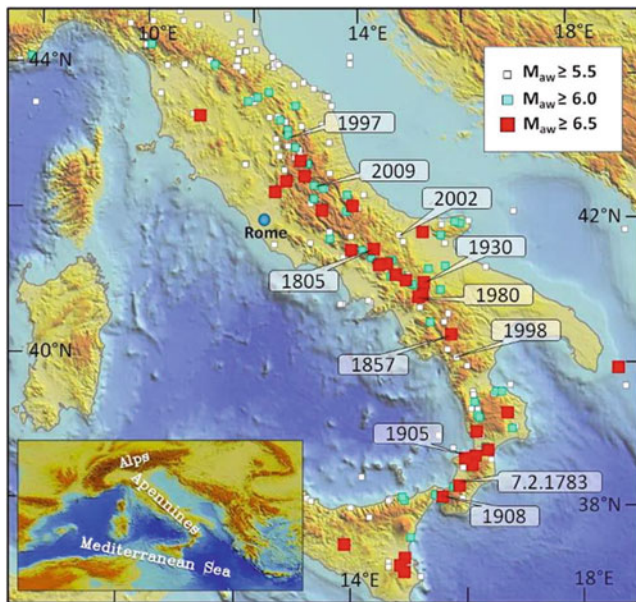 10°E
14°E
18°E
44°N
M_aw ≥ 5.5
M_aw ≥ 6.0
M_aw ≥ 6.5
1997
2009
2002
42°N
Rome
1930
1805
1980
1998
40°N
1857
1905
7.2.1783
38°N
1908
Alps
Apennines
Mediterranean Sea
14°E
18°E